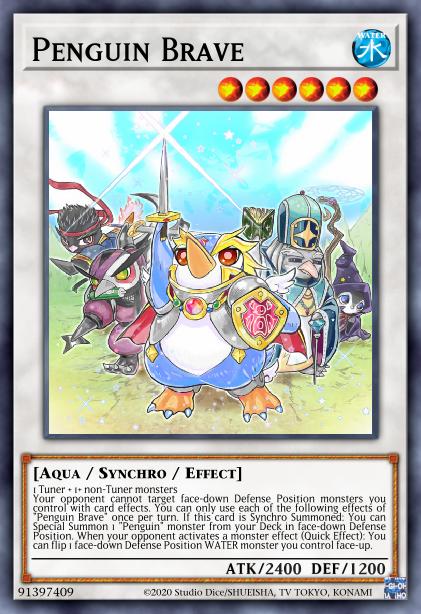 PENGUIN BRAVE
WATER
水
[AQUA / SYNCHRO / EFFECT]
1 Tuner + 1+ non-Tuner monsters
Your opponent cannot target face-down Defense Position monsters you
control with card effects. You can only use each of the following effects of
"Penguin Brave" once per turn. If this card is Synchro Summoned: You can
Special Summon 1 "Penguin" monster from your Deck in face-down Defense
Position. When your opponent activates a monster effect (Quick Effect): You
can flip 1 face-down Defense Position WATER monster you control face-up.
ATK/2400 DEF/1200
91397409 ©2020 Studio Dice/SHUEISHA, TV TOKYO, KONAMI